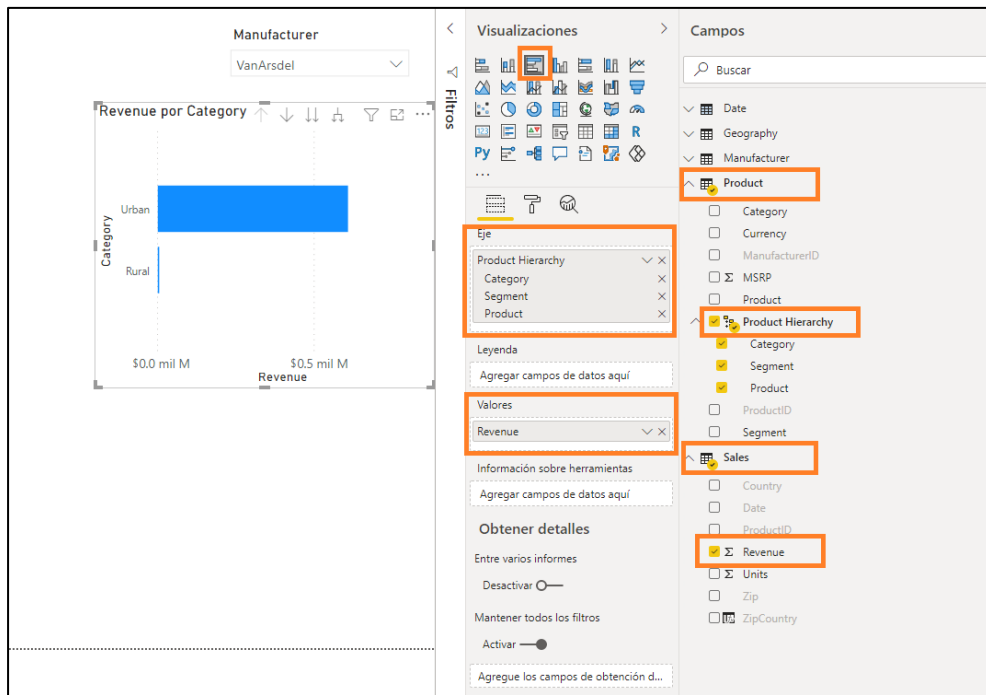 Manufacturer
VanArsdel
Revenue por Category
Category
Urban
Rural
$0.0 mil M
$0.5 mil M
Revenue
Filtros
Visualizaciones
123
R
Py
...
Eje
Product Hierarchy
Category
Segment
Product
Leyenda
Agregar campos de datos aquí
Valores
Revenue
Información sobre herramientas
Agregar campos de datos aquí
Obtener detalles
Entre varios informes
Desactivar
Mantener todos los filtros
Activar
Agregue los campos de obtención d...
Campos
Buscar
Date
Geography
Manufacturer
Product
Category
Currency
ManufacturerID
Σ MSRP
Product
Product Hierarchy
Category
Segment
Product
ProductID
Segment
Sales
Country
Date
ProductID
Σ Revenue
Σ Units
Zip
ZipCountry